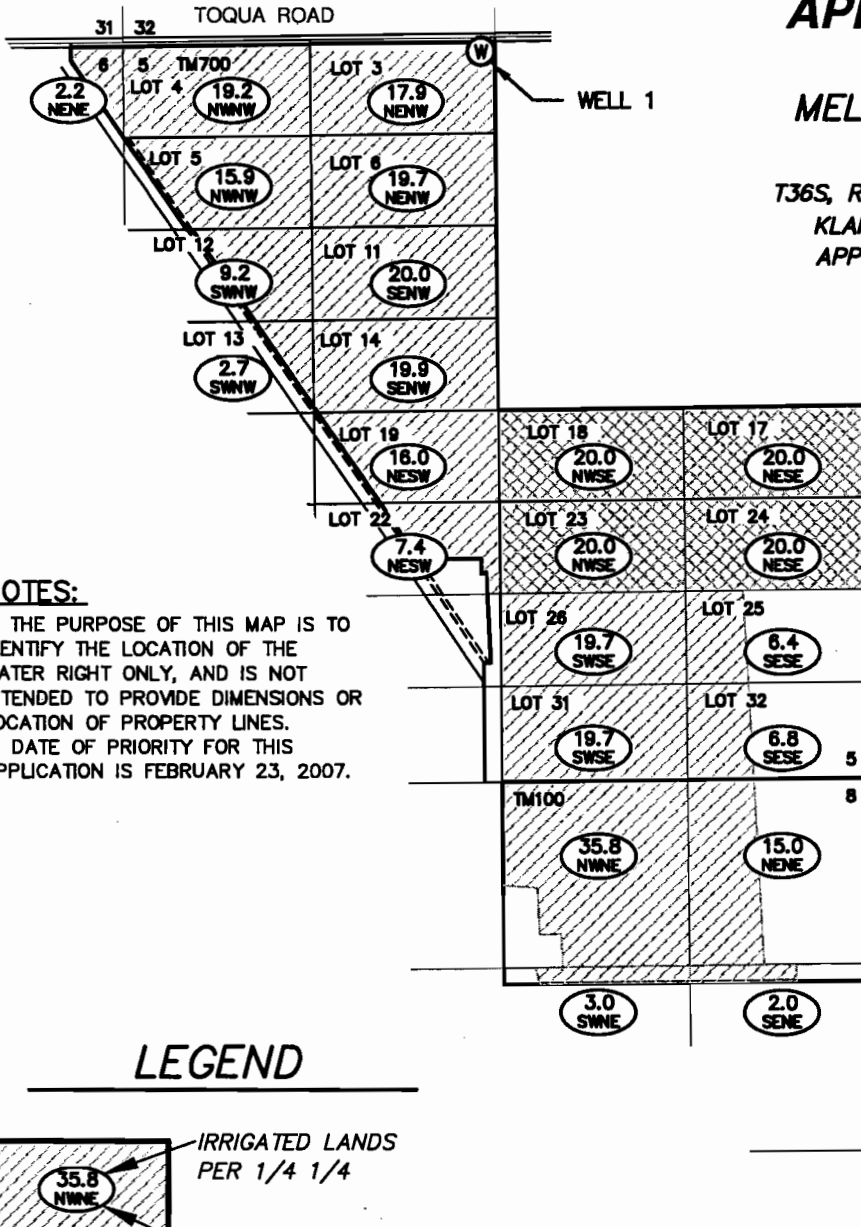 TOQUA ROAD
31 32
6 5 TM700
LOT 4
LOT 3
W
WELL 1
2.2
NENE
19.2
NWNW
17.9
NENW
LOT 5
LOT 6
15.9
NWNW
19.7
NENW
LOT 12
LOT 11
9.2
SWNW
20.0
SENW
LOT 13
LOT 14
2.7
SWNW
19.9
SENW
LOT 19
16.0
NESW
LOT 18
20.0
NWSE
LOT 17
20.0
NESE
LOT 22
7.4
NESW
LOT 23
20.0
NWSE
LOT 24
20.0
NESE
LOT 26
19.7
SWSE
LOT 25
6.4
SESE
LOT 31
19.7
SWSE
LOT 32
6.8
SESE
5
8
TM100
35.8
NWNE
15.0
NENE
3.0
SWNE
2.0
SENE
MEL
T36S, R
KLA
APP
OTES:
THE PURPOSE OF THIS MAP IS TO
ENTIFY THE LOCATION OF THE
ATER RIGHT ONLY, AND IS NOT
TENDED TO PROVIDE DIMENSIONS OR
OCATION OF PROPERTY LINES.
DATE OF PRIORITY FOR THIS
PPLICATION IS FEBRUARY 23, 2007.
LEGEND
IRRIGATED LANDS
PER 1/4 1/4
35.8
NWNE